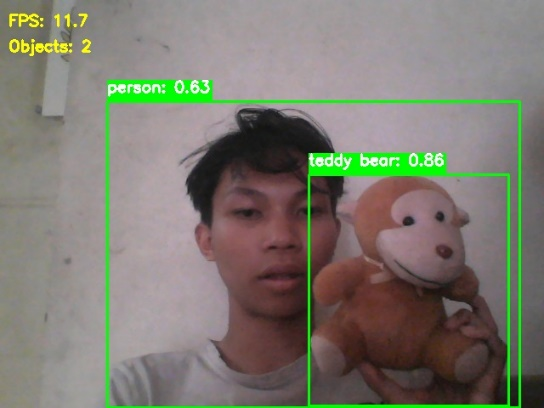 FPS: 11.7
Objects: 2
person: 0.63
teddy bear: 0.86